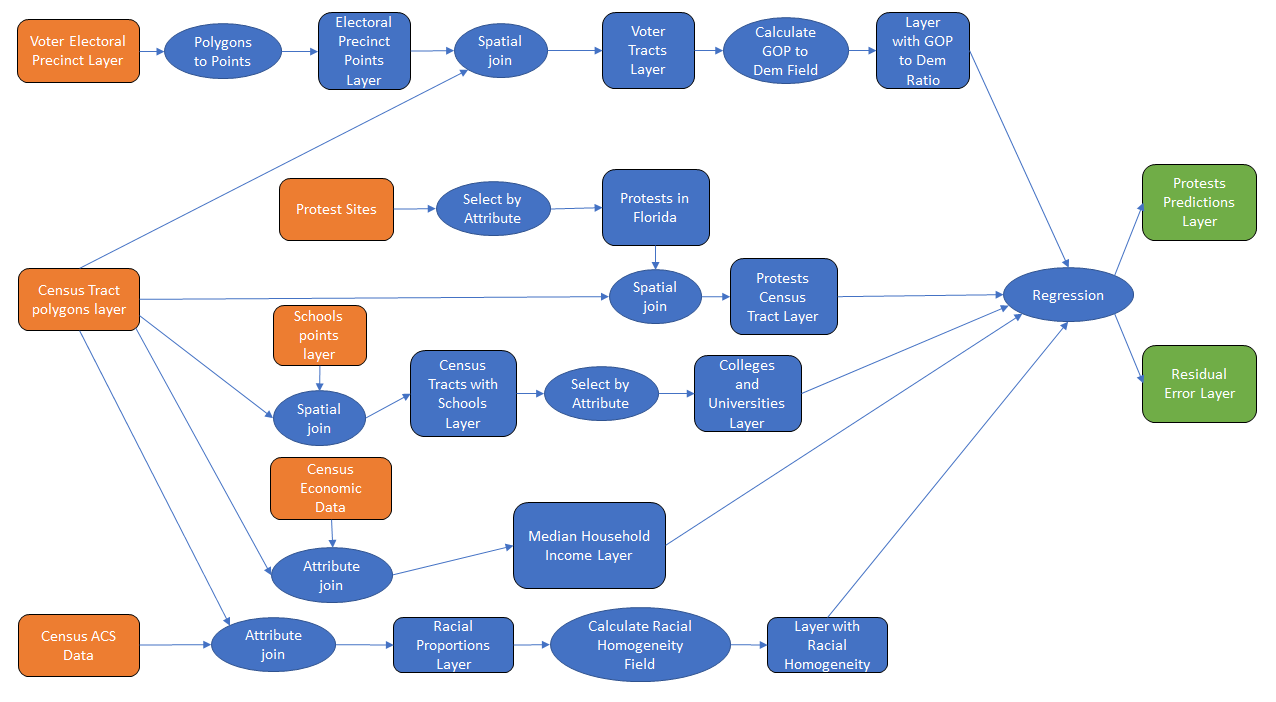 Voter Electoral
Precinct Layer
Polygons
to Points
Electoral
Precinct
Points
Layer
Spatial
join
Voter
Tracts
Layer
Calculate
GOP to
Dem Field
Layer
with GOP
to Dem
Ratio
Protest Sites
Select by
Attribute
Protests in
Florida
Protests
Predictions
Layer
Census Tract
polygons layer
Spatial
join
Protests
Census
Tract Layer
Regression
Schools
points
layer
Spatial
join
Census
Tracts with
Schools
Layer
Select by
Attribute
Colleges
and
Universities
Layer
Residual
Error Layer
Census
Economic
Data
Attribute
join
Median Household
Income Layer
Census ACS
Data
Attribute
join
Racial
Proportions
Layer
Calculate Racial
Homogeneity
Field
Layer with
Racial
Homogeneity